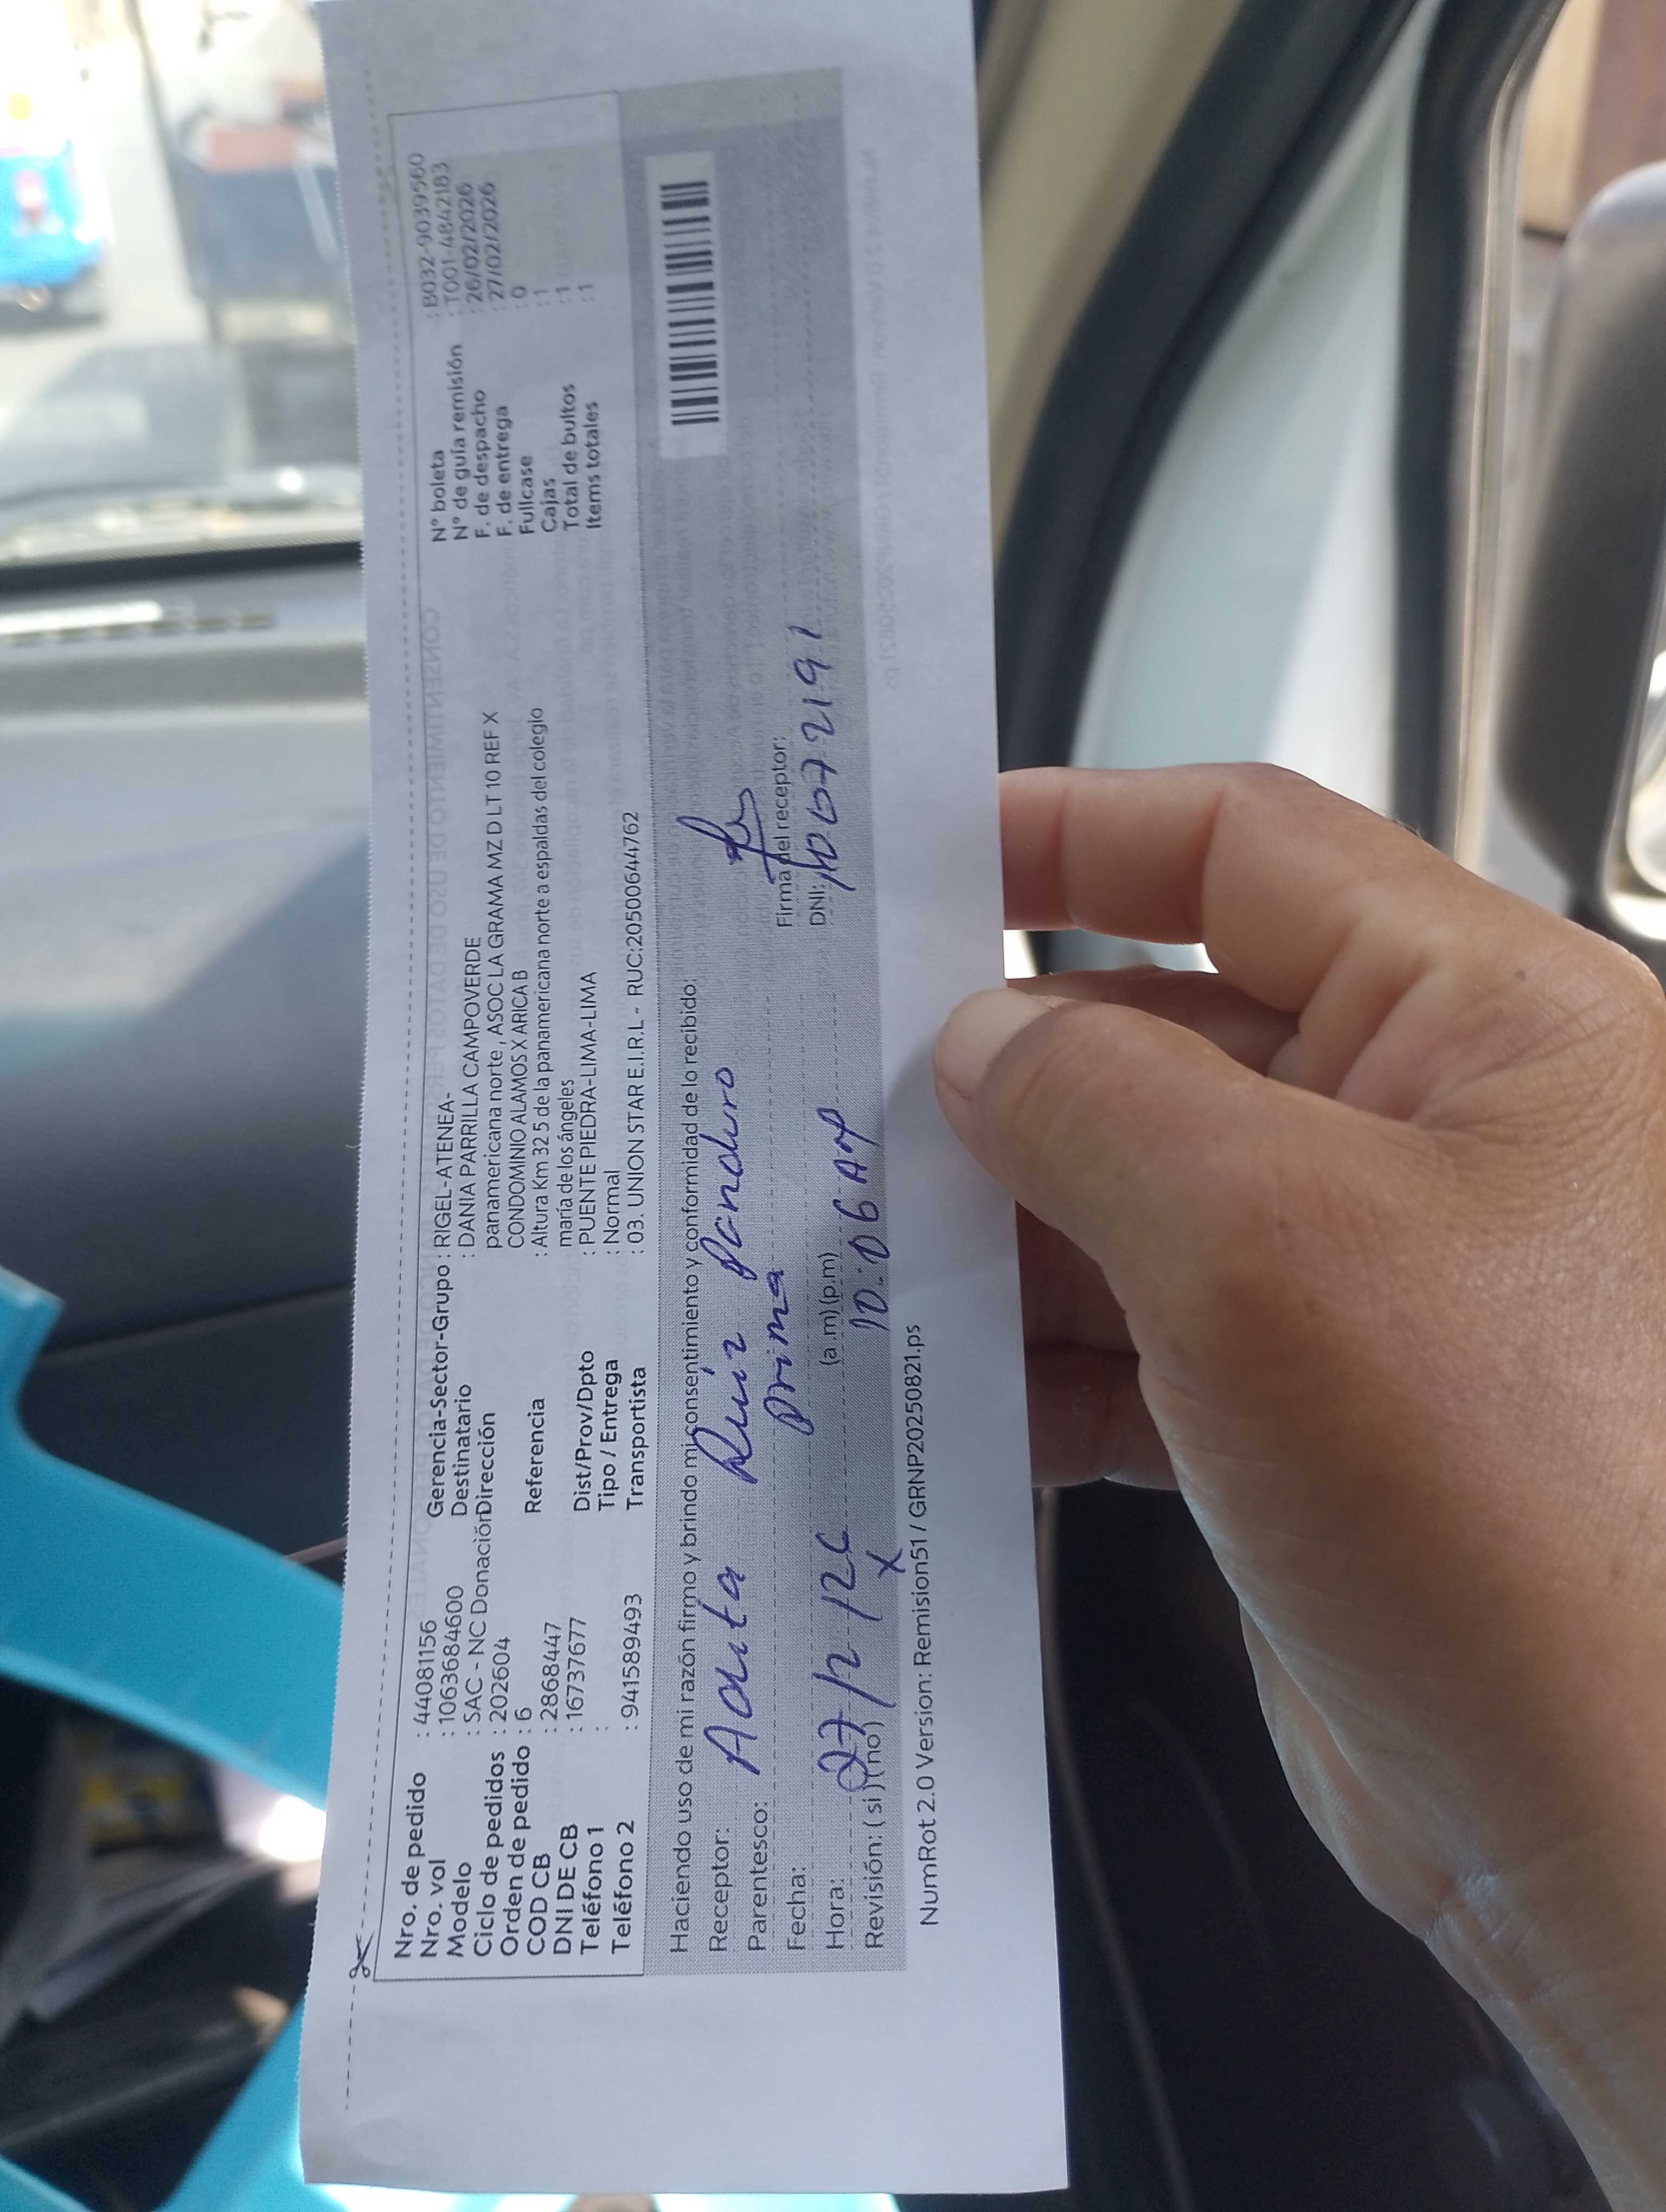 Nro. de pedido : 44081156
Nro. vol : 1063684600
Modelo : SAC - NC Donación
Ciclo de pedidos : 202604
Orden de pedido : 6
COD CB : 2868447
DNI DE CB : 16737677
Teléfono 1 :
Teléfono 2 : 941589493
Gerencia-Sector-Grupo : RIGEL-ATENEA-
Destinatario : DANIA PARRILLA CAMPOVERDE
Dirección panamericana norte , ASOC LA GRAMA MZ D LT 10 REF X
CONDOMINIO ALAMOS X ARICA B
Referencia : Altura Km 32 5 de la panamericana norte a espaldas del colegio
maría de los ángeles
Dist/Prov/Dpto : PUENTE PIEDRA-LIMA-LIMA
Tipo / Entrega : Normal
Transportista : 03. UNION STAR E.I.R.L - RUC:20500644762
N° boleta : B032-9039560
N° de guía remisión : T001-4842183
F. de despacho : 26/02/2026
F. de entrega : 27/02/2026
Fullcase : 0
Cajas : 1
Total de bultos : 1
Items totales : 1
Haciendo uso de mi razón firmo y brindo mi consentimiento y conformidad de lo recibido:
Receptor: Ruiz Panduro
Parentesco: prima
Firma del receptor:
Fecha: 27/2/26
DNI:
Hora: (a .m) (p.m) 10:06 AM
Revisión: ( si ) (no) X
NumRot 2.0 Version: Remision51 / GRNP20250821.ps